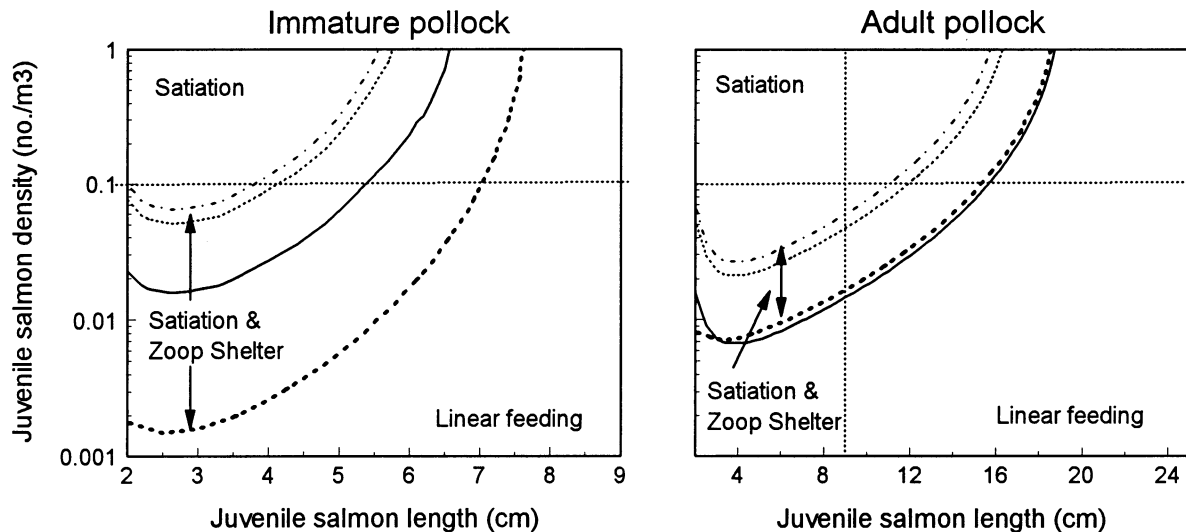 Immature pollock
Juvenile salmon density (no./m3)
1
0.1
0.01
0.001
Satiation
Satiation &
Zoop Shelter
Linear feeding
2 3 4 5 6 7 8 9
Juvenile salmon length (cm)
Adult pollock
Satiation
Satiation &
Zoop Shelter
Linear feeding
4 8 12 16 20 24
Juvenile salmon length (cm)